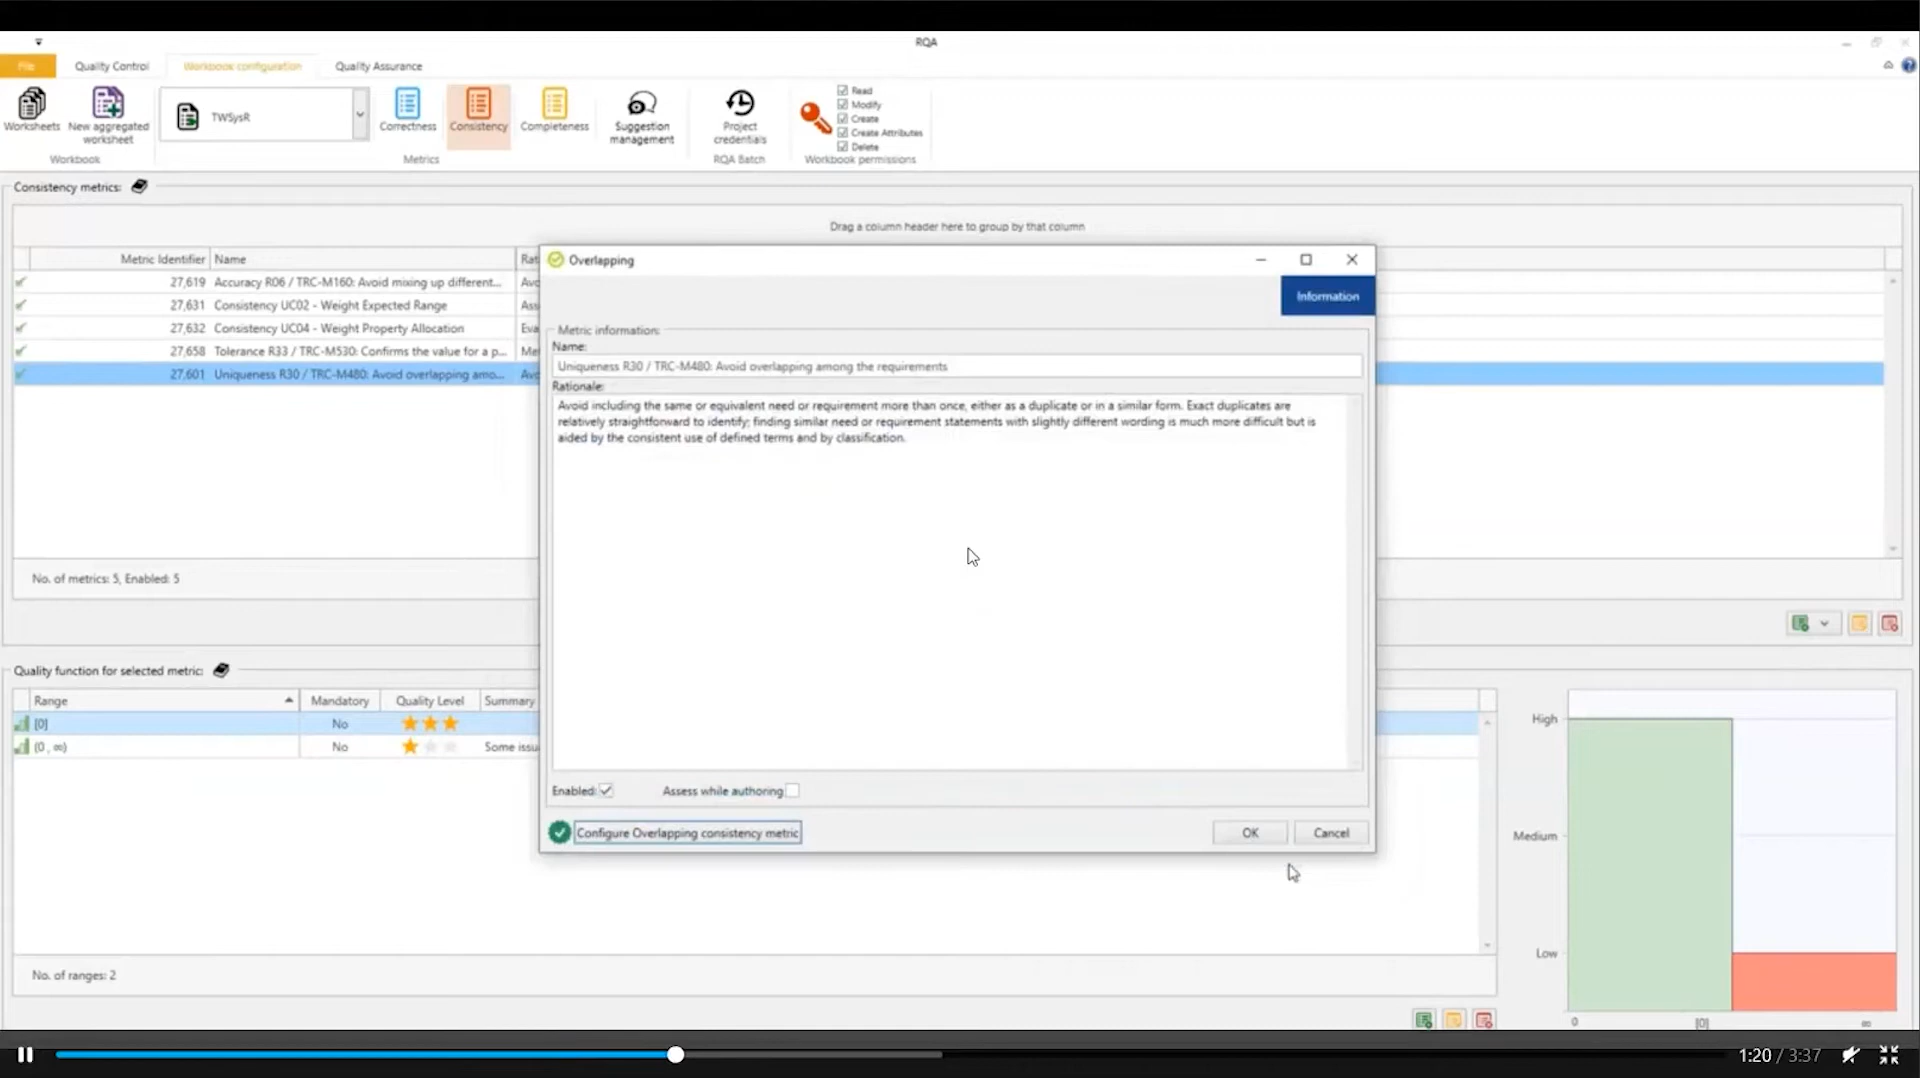 RQA
File
Quality Control
Workbook configuration
Quality Assurance
Worksheets
New aggregated worksheet
Workbook
TWSysR
Correctness
Consistency
Completeness
Metrics
Suggestion management
Project credentials
RQA Batch
Read
Modify
Create
Create Attributes
Delete
Workbook permissions
Consistency metrics:
Drag a column header here to group by that column
Metric Identifier Name
27,619 Accuracy R06 / TRC-M160: Avoid mixing up different...
27,631 Consistency UC02 - Weight Expected Range
27,632 Consistency UC04 - Weight Property Allocation
27,658 Tolerance R33 / TRC-M530: Confirms the value for a p...
27,601 Uniqueness R30 / TRC-M480: Avoid overlapping amo...
No. of metrics: 5, Enabled: 5
Overlapping
Information
Metric information:
Name:
Uniqueness R30 / TRC-M480: Avoid overlapping among the requirements
Rationale:
Avoid including the same or equivalent need or requirement more than once, either as a duplicate or in a similar form. Exact duplicates are
relatively straightforward to identify; finding similar need or requirement statements with slightly different wording is much more difficult but is
aided by the consistent use of defined terms and by classification.
Enabled:
Assess while authoring
Configure Overlapping consistency metric
OK
Cancel
Quality function for selected metric:
Range Mandatory Quality Level Summary
[0] No
(0 , ∞) No Some issu
No. of ranges: 2
High
Medium
Low
0 [0] ∞
1:20 / 3:37